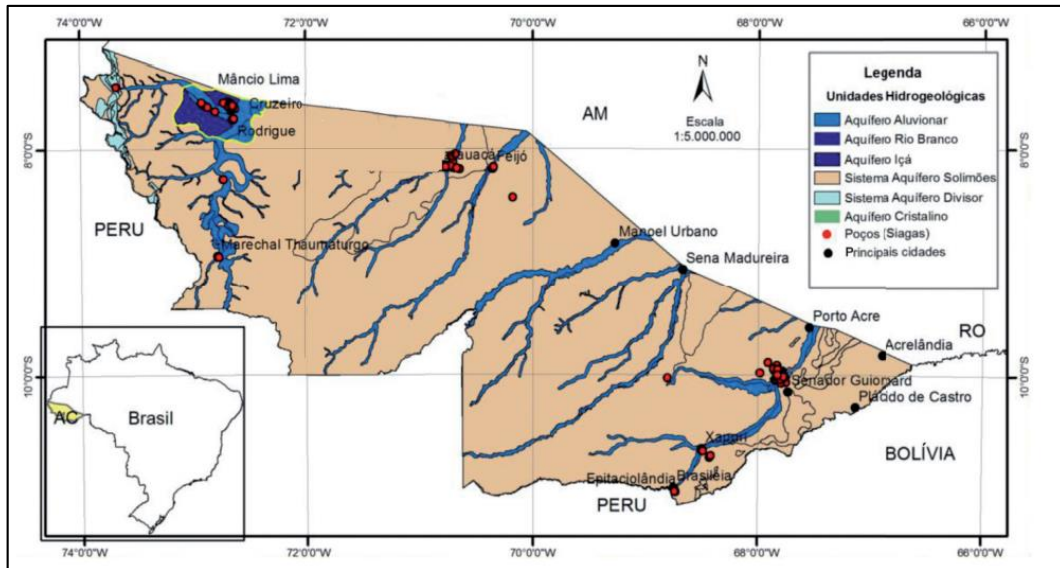 74°0'0"W
72°0'0"W
70°0'0"W
68°0'0"W
66°0'0"W
Mâncio Lima
Cruzeiro
Rodrigue
8°0'0"S
PERU
Marechal Thaumaturgo
Feijó
AM
N
Escala
1:5.000.000
Legenda
Unidades Hidrogeológicas
Aquífero Aluvionar
Aquífero Rio Branco
Aquífero Içá
Sistema Aquífero Solimões
Sistema Aquífero Divisor
Aquífero Cristalino
Poços (Siagas)
Principais cidades
8°0'0"S
Manoel Urbano
Sena Madureira
Porto Acre
RO
Acrelândia
10°0'0"S
Senador Guiomard
Plácido de Castro
10°0'0"S
Xapuri
BOLÍVIA
Epitaciolândia
Brasiléia
PERU
AC
Brasil
74°0'0"W
72°0'0"W
70°0'0"W
68°0'0"W
66°0'0"W